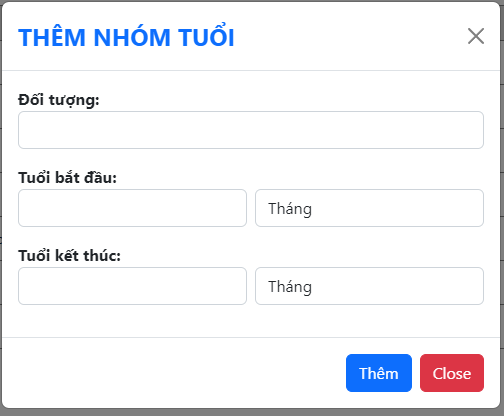 THÊM NHÓM TUỔI
Đối tượng:
Tuổi bắt đầu:
Tháng
Tuổi kết thúc:
Tháng
Thêm Close